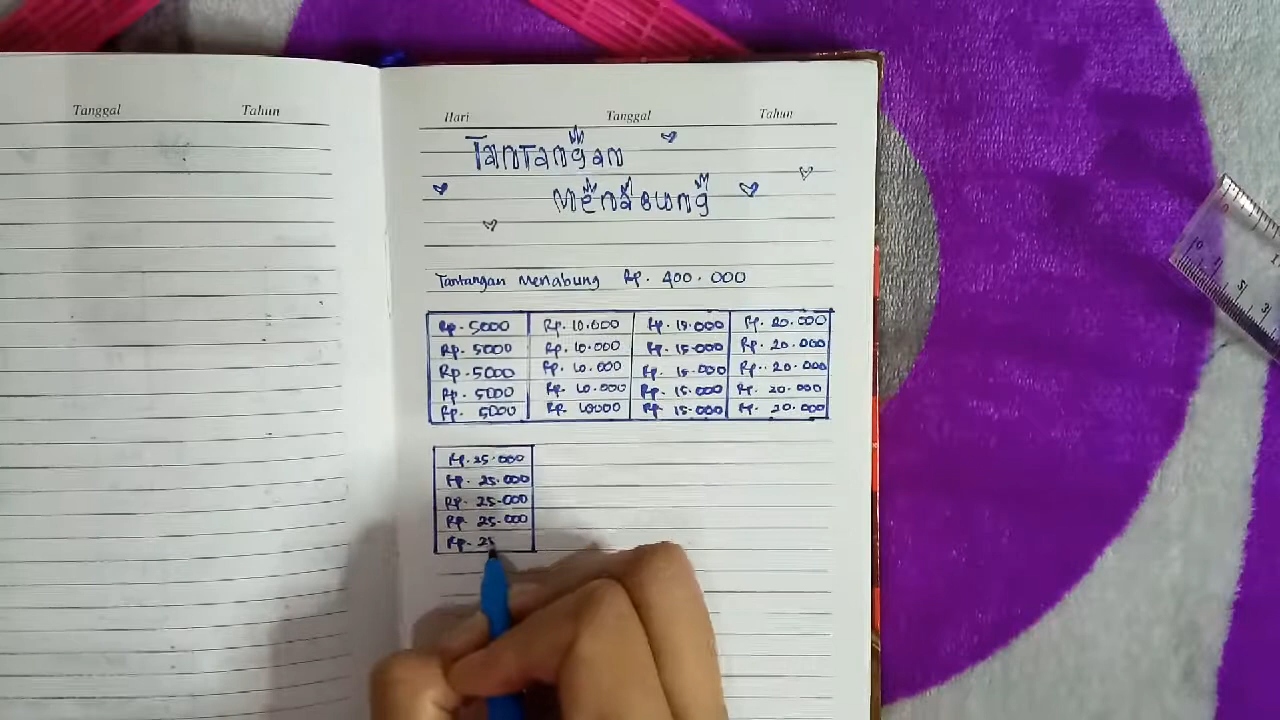 Tanggal Tahun
Hari Tanggal Tahun
Tantangan
Menabung
Tantangan Menabung Rp. 400.000
Rp. 5000 Rp. 10.000 Rp. 15.000 Rp. 20.000
Rp. 5000 Rp. 10.000 Rp. 15.000 Rp. 20.000
Rp. 5000 Rp. 10.000 Rp. 15.000 Rp. 20.000
Rp. 5000 Rp. 10.000 Rp. 15.000 Rp. 20.000
Rp. 5000 Rp. 10000 Rp. 15.000 Rp. 20.000
Rp. 25.000
Rp. 25.000
Rp. 25.000
Rp. 25.000
Rp. 25